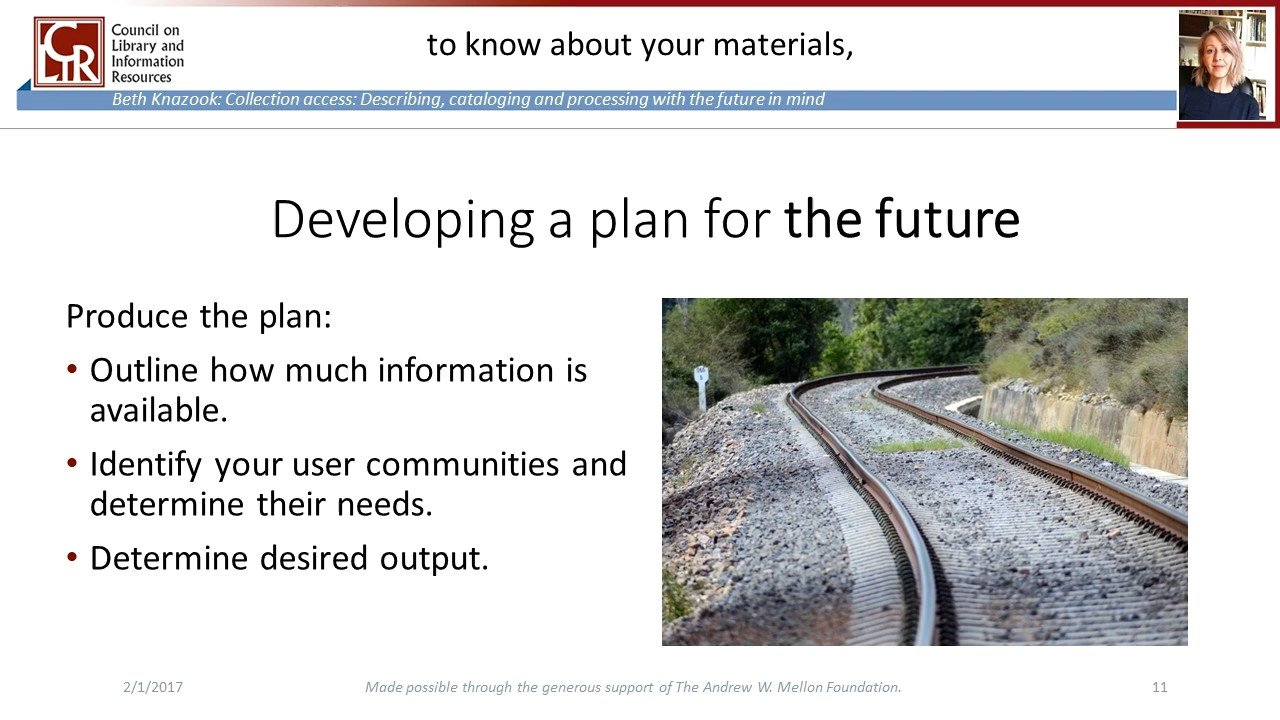 CLIR
Council on
Library and
Information
Resources
to know about your materials,
Beth Knazook: Collection access: Describing, cataloging and processing with the future in mind
Developing a plan for the future
Produce the plan:
• Outline how much information is
available.
• Identify your user communities and
determine their needs.
• Determine desired output.
2/1/2017
Made possible through the generous support of The Andrew W. Mellon Foundation.
11